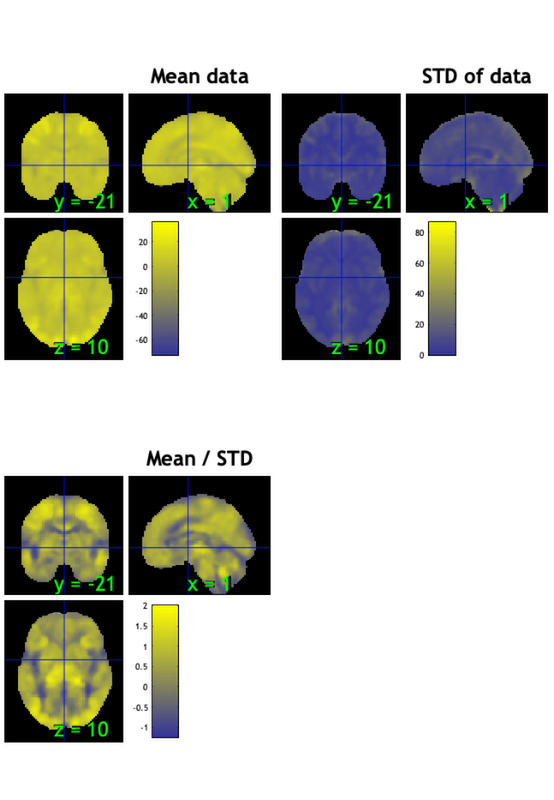 Mean data
STD of data
y = -21
x = 1
y = -21
x = 1
20
0
-20
-40
-60
z = 10
80
60
40
20
0
z = 10
Mean / STD
y = -21
x = 1
2
1.5
1
0.5
0
-0.5
-1
z = 10